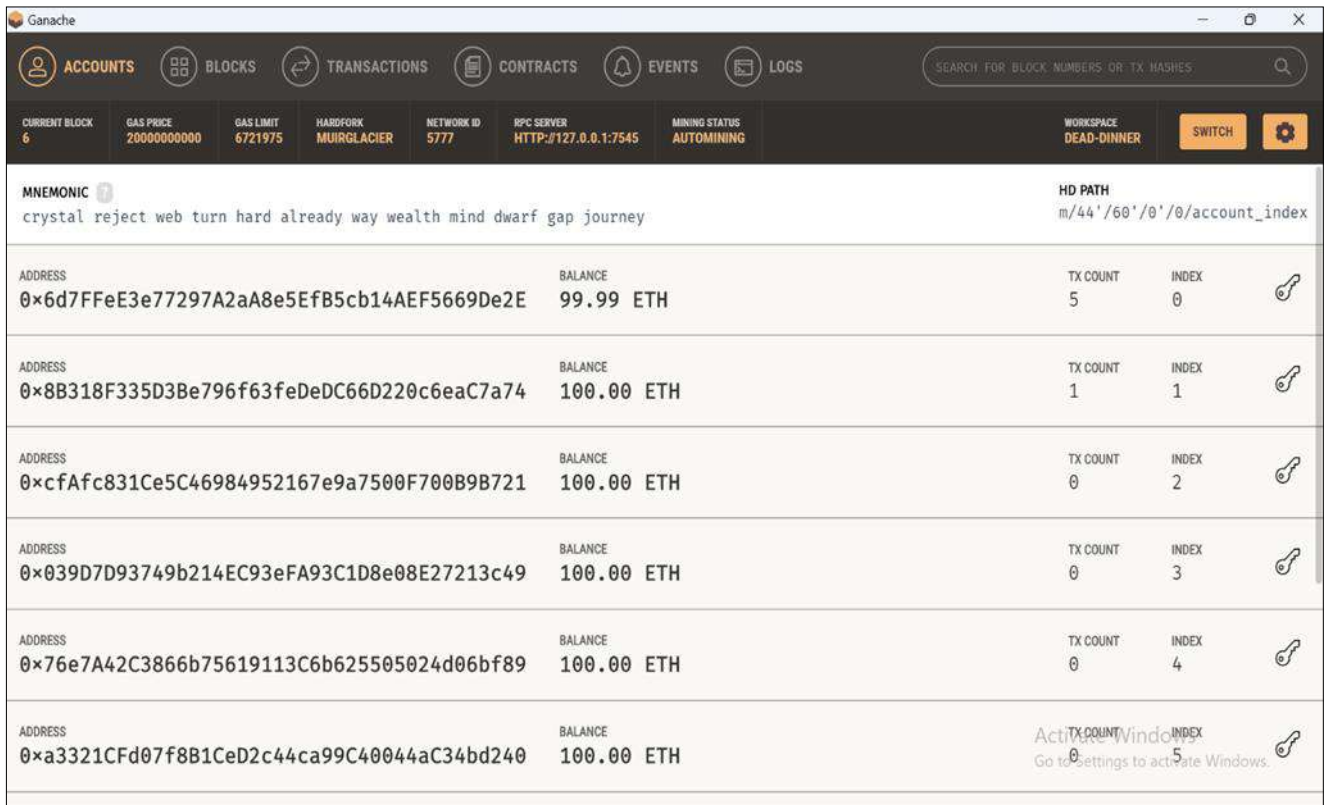 Ganache
ACCOUNTS BLOCKS TRANSACTIONS CONTRACTS EVENTS LOGS SEARCH FOR BLOCK NUMBERS OR TX HASHES
CURRENT BLOCK GAS PRICE GAS LIMIT HARDFORK NETWORK ID RPC SERVER MINING STATUS WORKSPACE
6 20000000000 6721975 MUIRGLACIER 5777 HTTP://127.0.0.1:7545 AUTOMINING DEAD-DINNER SWITCH
MNEMONIC ? HD PATH
crystal reject web turn hard already way wealth mind dwarf gap journey m/44'/60'/0'/0/account_index
ADDRESS BALANCE TX COUNT INDEX
0×6d7FFeE3e77297A2aA8e5EfB5cb14AEF5669De2E 99.99 ETH 5 0
ADDRESS BALANCE TX COUNT INDEX
0×8B318F335D3Be796f63feDeDC66D220c6eaC7a74 100.00 ETH 1 1
ADDRESS BALANCE TX COUNT INDEX
0×cfAfc831Ce5C46984952167e9a7500F700B9B721 100.00 ETH 0 2
ADDRESS BALANCE TX COUNT INDEX
0×039D7D93749b214EC93eFA93C1D8e08E27213c49 100.00 ETH 0 3
ADDRESS BALANCE TX COUNT INDEX
0×76e7A42C3866b75619113C6b625505024d06bf89 100.00 ETH 0 4
ADDRESS BALANCE TX COUNT INDEX
0×a3321CFd07f8B1CeD2c44ca99C40044aC34bd240 100.00 ETH 0 5
Activate Windows
Go to Settings to activate Windows.